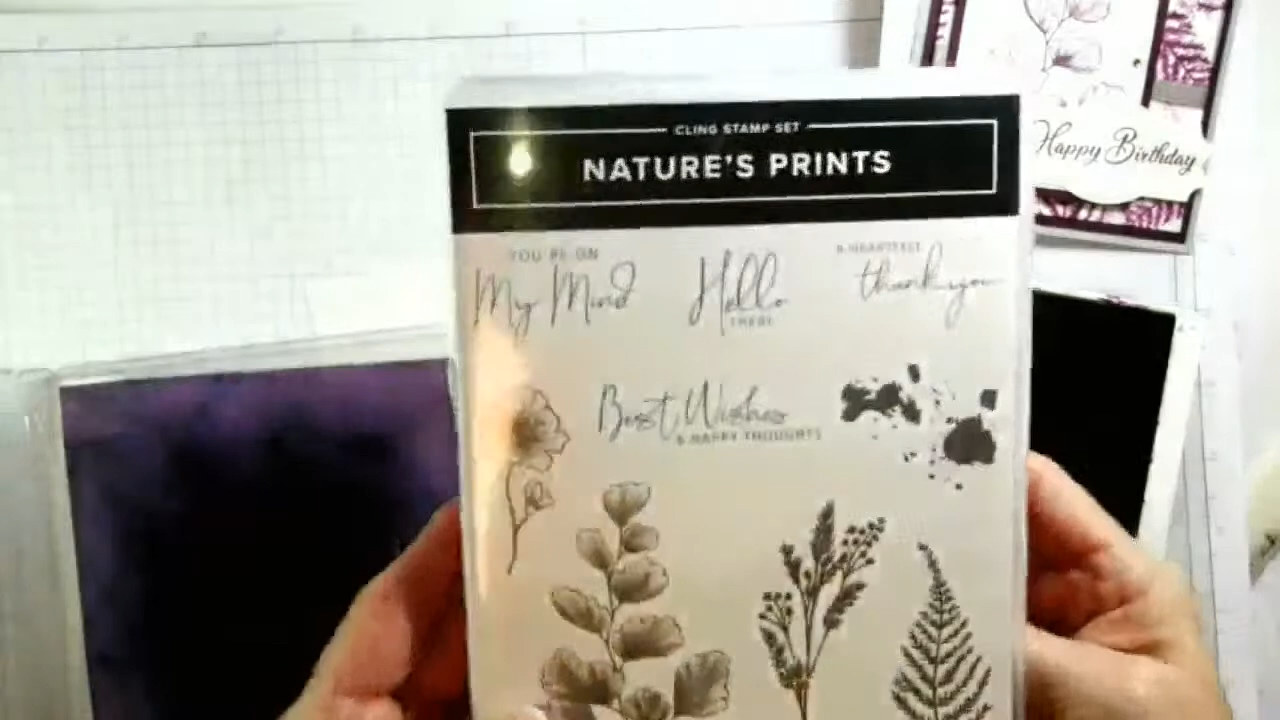 CLING STAMP SET
NATURE'S PRINTS
YOU'RE ON
My Mind
Hello
THERE
A HEARTFELT
thank you
Best Wishes
& HAPPY THOUGHTS
Happy Birthday